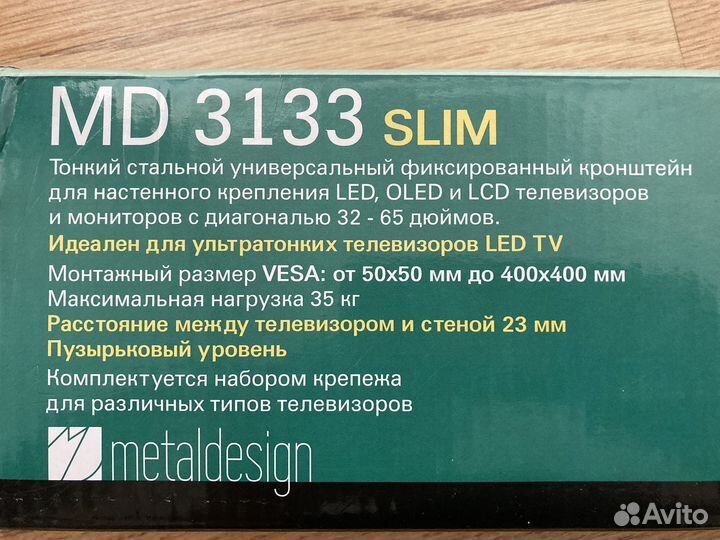 MD 3133 SLIM
Тонкий стальной универсальный фиксированный кронштейн
для настенного крепления LED, OLED и LCD телевизоров
и мониторов с диагональю 32 - 65 дюймов.
Идеален для ультратонких телевизоров LED TV
Монтажный размер VESA: от 50х50 мм до 400х400 мм
Максимальная нагрузка 35 кг
Расстояние между телевизором и стеной 23 мм
Пузырьковый уровень
Комплектуется набором крепежа
для различных типов телевизоров
metaldesign
Avito